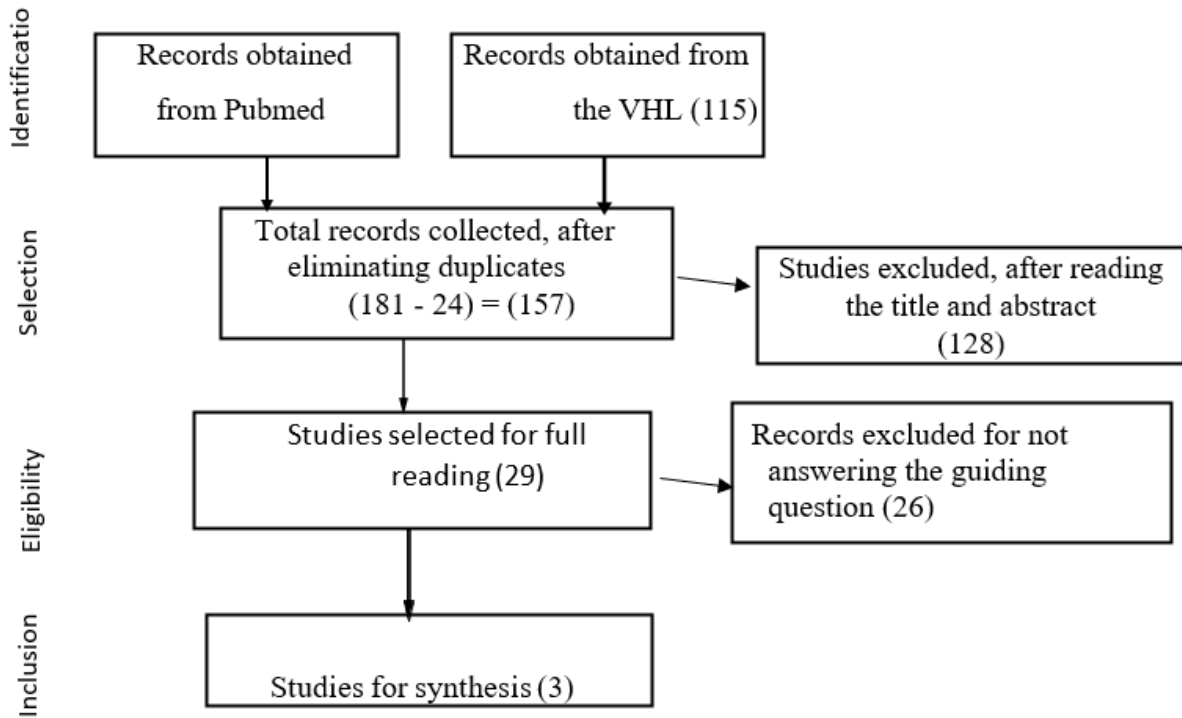 Identificatio
Records obtained
from Pubmed
Records obtained from
the VHL (115)
Selection
Total records collected, after
eliminating duplicates
(181 - 24) = (157)
Studies excluded, after reading
the title and abstract
(128)
Eligibility
Studies selected for full
reading (29)
Records excluded for not
answering the guiding
question (26)
Inclusion
Studies for synthesis (3)